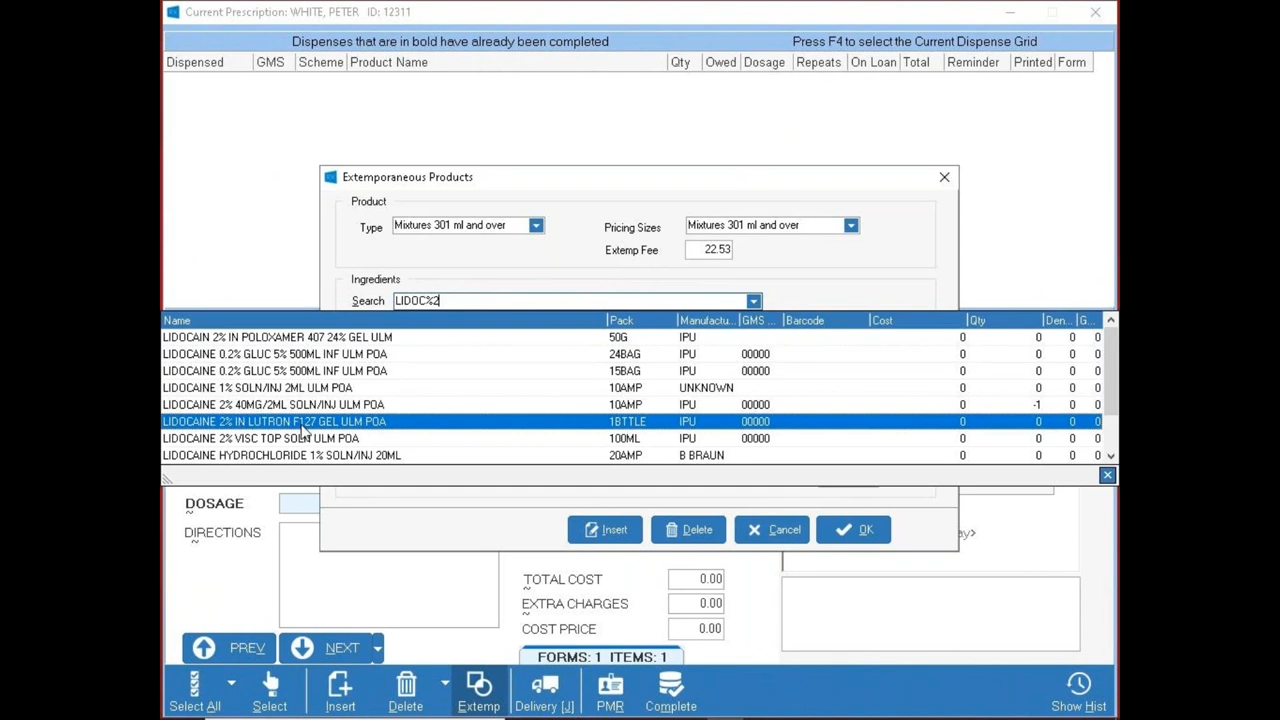 Current Prescription: WHITE, PETER ID: 12311
Dispenses that are in bold have already been completed Press F4 to select the Current Dispense Grid
Dispensed GMS Scheme Product Name Qty Owed Dosage Repeats On Loan Total Reminder Printed Form
Extemporaneous Products
Product
Type Mixtures 301 ml and over Pricing Sizes Mixtures 301 ml and over
Extemp Fee 22.53
Ingredients
Search LIDOC%2
Name Pack Manufactu... GMS ... Barcode Cost Qty Den... G...
LIDOCAIN 2% IN POLOXAMER 407 24% GEL ULM 50G IPU 0 0 0
LIDOCAINE 0.2% GLUC 5% 500ML INF ULM POA 24BAG IPU 00000 0 0 0
LIDOCAINE 0.2% GLUC 5% 500ML INF ULM POA 15BAG IPU 00000 0 0 0
LIDOCAINE 1% SOLN/INJ 2ML ULM POA 10AMP UNKNOWN 0 0 0
LIDOCAINE 2% 40MG/2ML SOLN/INJ ULM POA 10AMP IPU 00000 0 -1 0
LIDOCAINE 2% IN LUTRON F127 GEL ULM POA 1BTTLE IPU 00000 0 0 0
LIDOCAINE 2% VISC TOP SOLN ULM POA 100ML IPU 00000 0 0 0
LIDOCAINE HYDROCHLORIDE 1% SOLN/INJ 20ML 20AMP B BRAUN 0 0 0
DOSAGE
DIRECTIONS
Insert Delete Cancel OK
TOTAL COST 0.00
EXTRA CHARGES 0.00
COST PRICE 0.00
PREV NEXT
FORMS: 1 ITEMS: 1
Select All Select Insert Delete Extemp Delivery [J] PMR Complete Show Hist